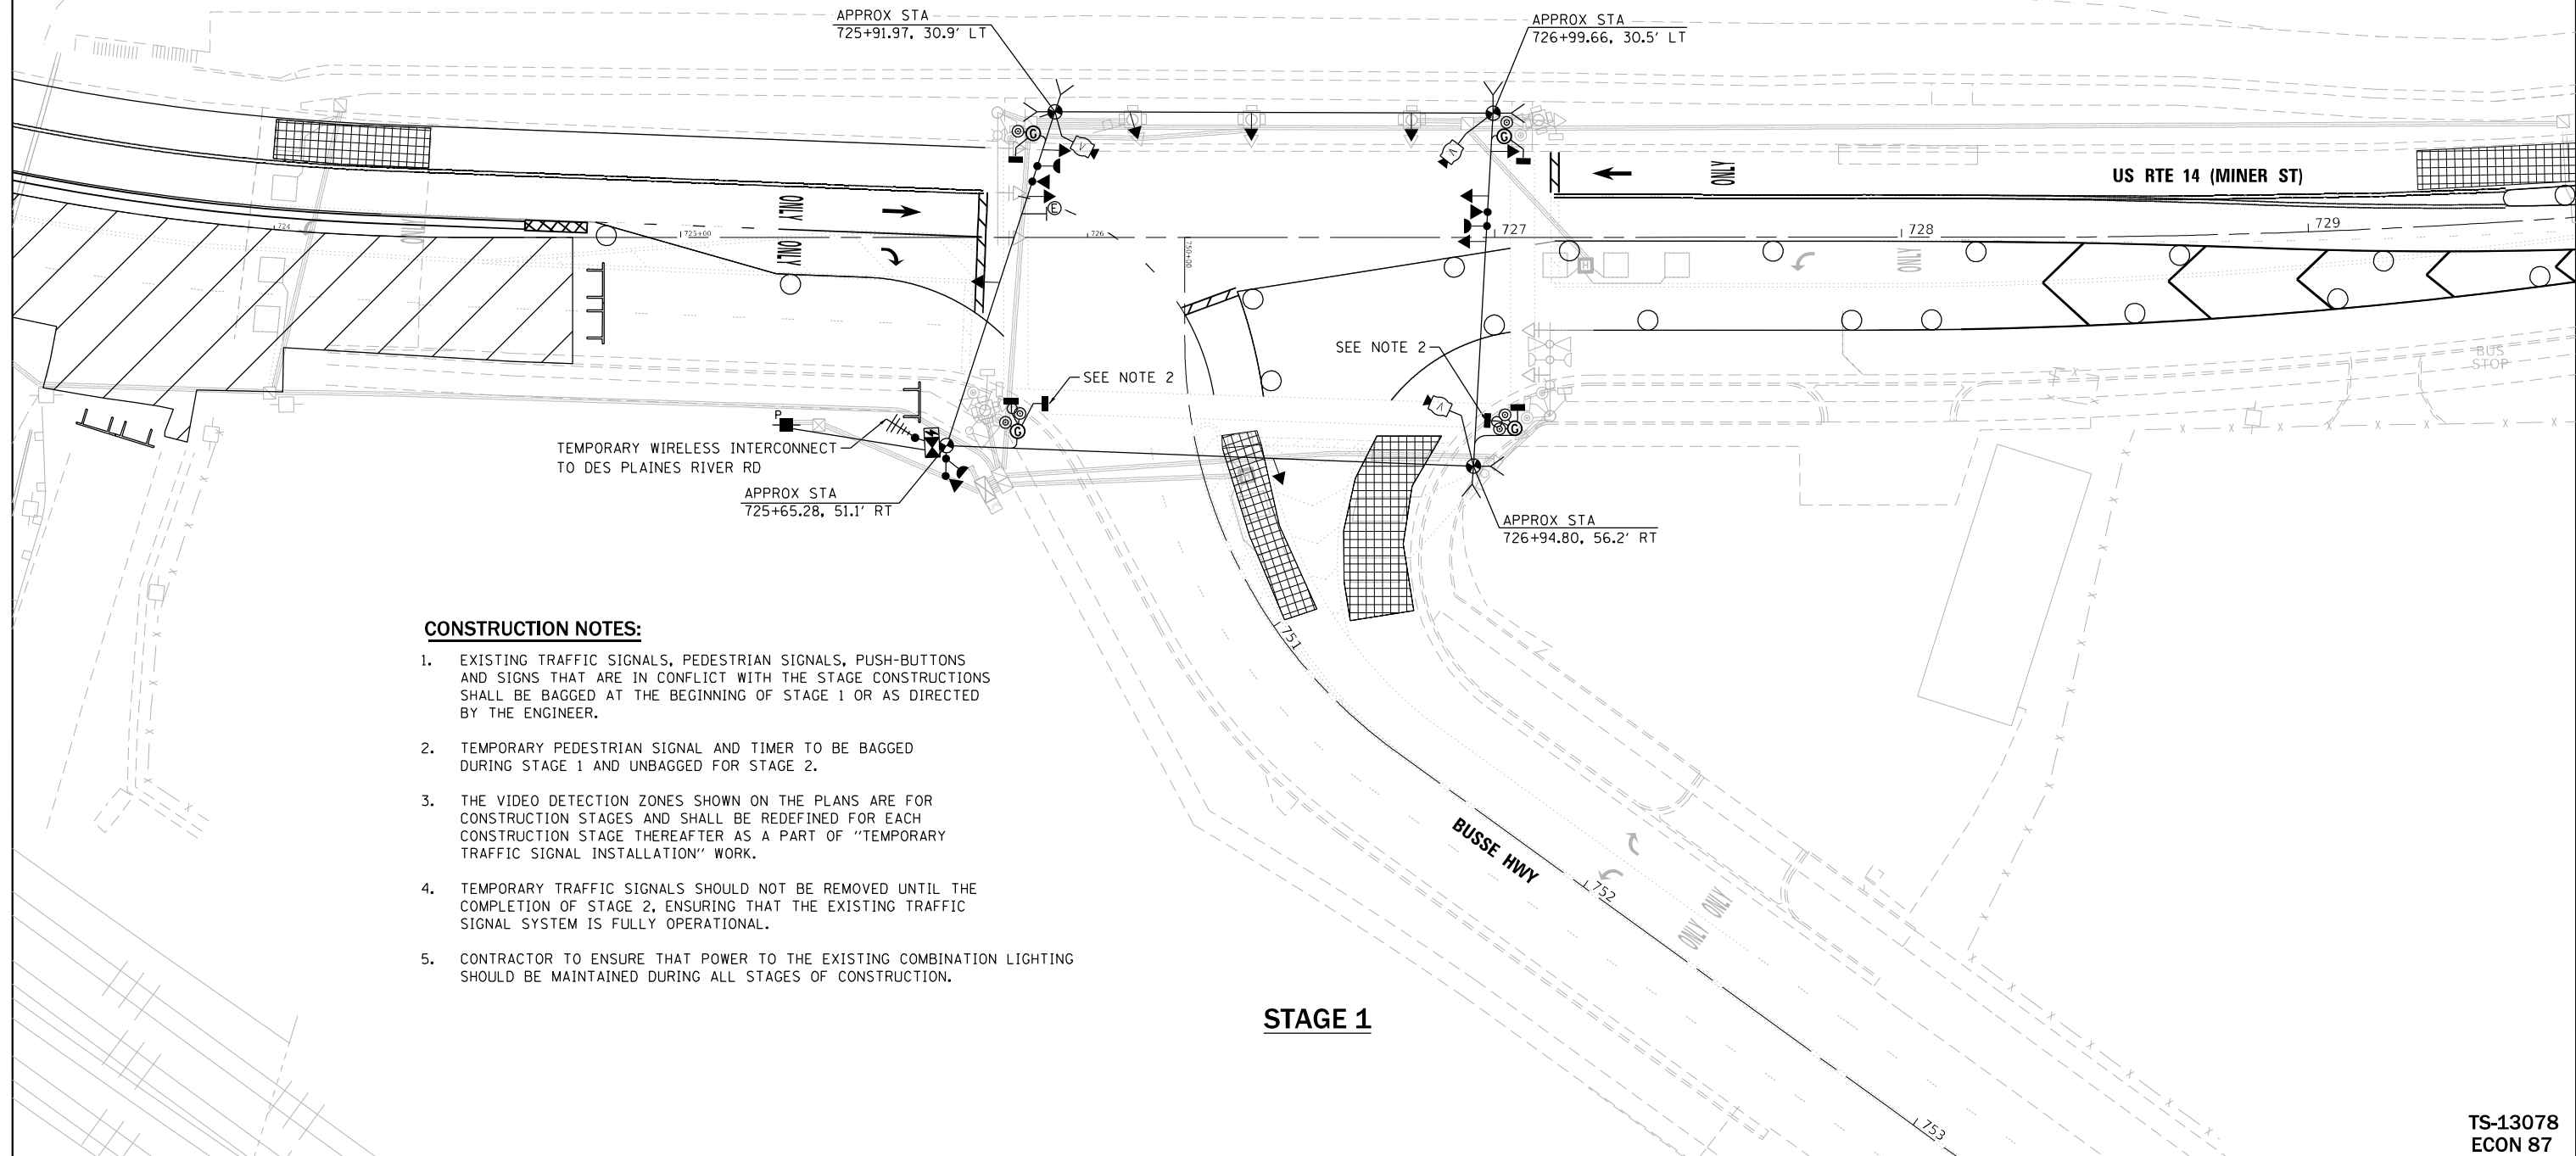 APPROX STA
725+91.97, 30.9' LT
APPROX STA
726+99.66, 30.5' LT
G
G
V
V
E
ONLY
ONLY
ONLY
US RTE 14 (MINER ST)
724
725+00
726
727
728
729
750+00
ONLY
ONLY
H
SEE NOTE 2
SEE NOTE 2
BUS
STOP
V
G
G
P
TEMPORARY WIRELESS INTERCONNECT
TO DES PLAINES RIVER RD
APPROX STA
725+65.28, 51.1' RT
APPROX STA
726+94.80, 56.2' RT
CONSTRUCTION NOTES:
1. EXISTING TRAFFIC SIGNALS, PEDESTRIAN SIGNALS, PUSH-BUTTONS
AND SIGNS THAT ARE IN CONFLICT WITH THE STAGE CONSTRUCTIONS
SHALL BE BAGGED AT THE BEGINNING OF STAGE 1 OR AS DIRECTED
BY THE ENGINEER.
2. TEMPORARY PEDESTRIAN SIGNAL AND TIMER TO BE BAGGED
DURING STAGE 1 AND UNBAGGED FOR STAGE 2.
3. THE VIDEO DETECTION ZONES SHOWN ON THE PLANS ARE FOR
CONSTRUCTION STAGES AND SHALL BE REDEFINED FOR EACH
CONSTRUCTION STAGE THEREAFTER AS A PART OF "TEMPORARY
TRAFFIC SIGNAL INSTALLATION" WORK.
4. TEMPORARY TRAFFIC SIGNALS SHOULD NOT BE REMOVED UNTIL THE
COMPLETION OF STAGE 2, ENSURING THAT THE EXISTING TRAFFIC
SIGNAL SYSTEM IS FULLY OPERATIONAL.
5. CONTRACTOR TO ENSURE THAT POWER TO THE EXISTING COMBINATION LIGHTING
SHOULD BE MAINTAINED DURING ALL STAGES OF CONSTRUCTION.
751
BUSSE HWY
752
ONLY
ONLY
753
STAGE 1
TS-13078
ECON 87